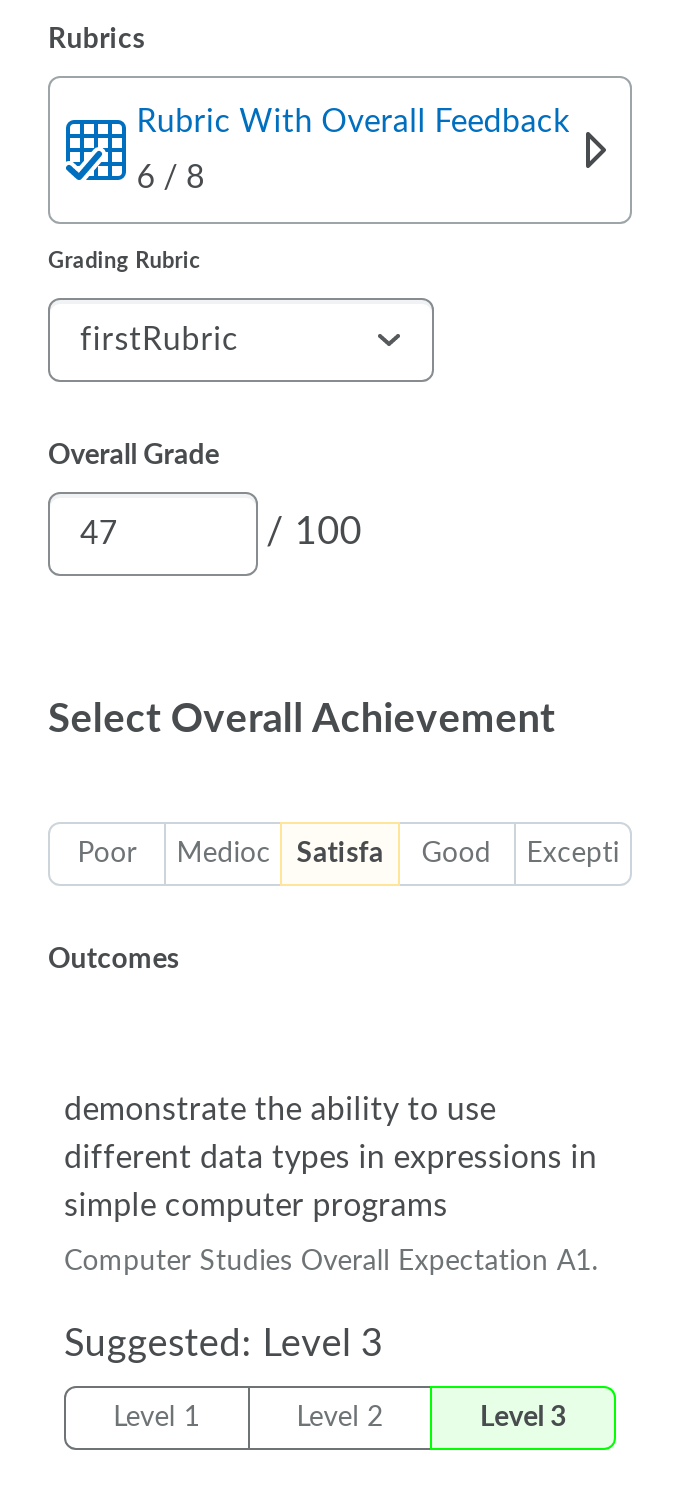 Rubrics
Rubric With Overall Feedback
6 / 8
Grading Rubric
firstRubric
Overall Grade
47 / 100
Select Overall Achievement
Poor Medioc Satisfa Good Excepti
Outcomes
demonstrate the ability to use
different data types in expressions in
simple computer programs
Computer Studies Overall Expectation A1.
Suggested: Level 3
Level 1 Level 2 Level 3